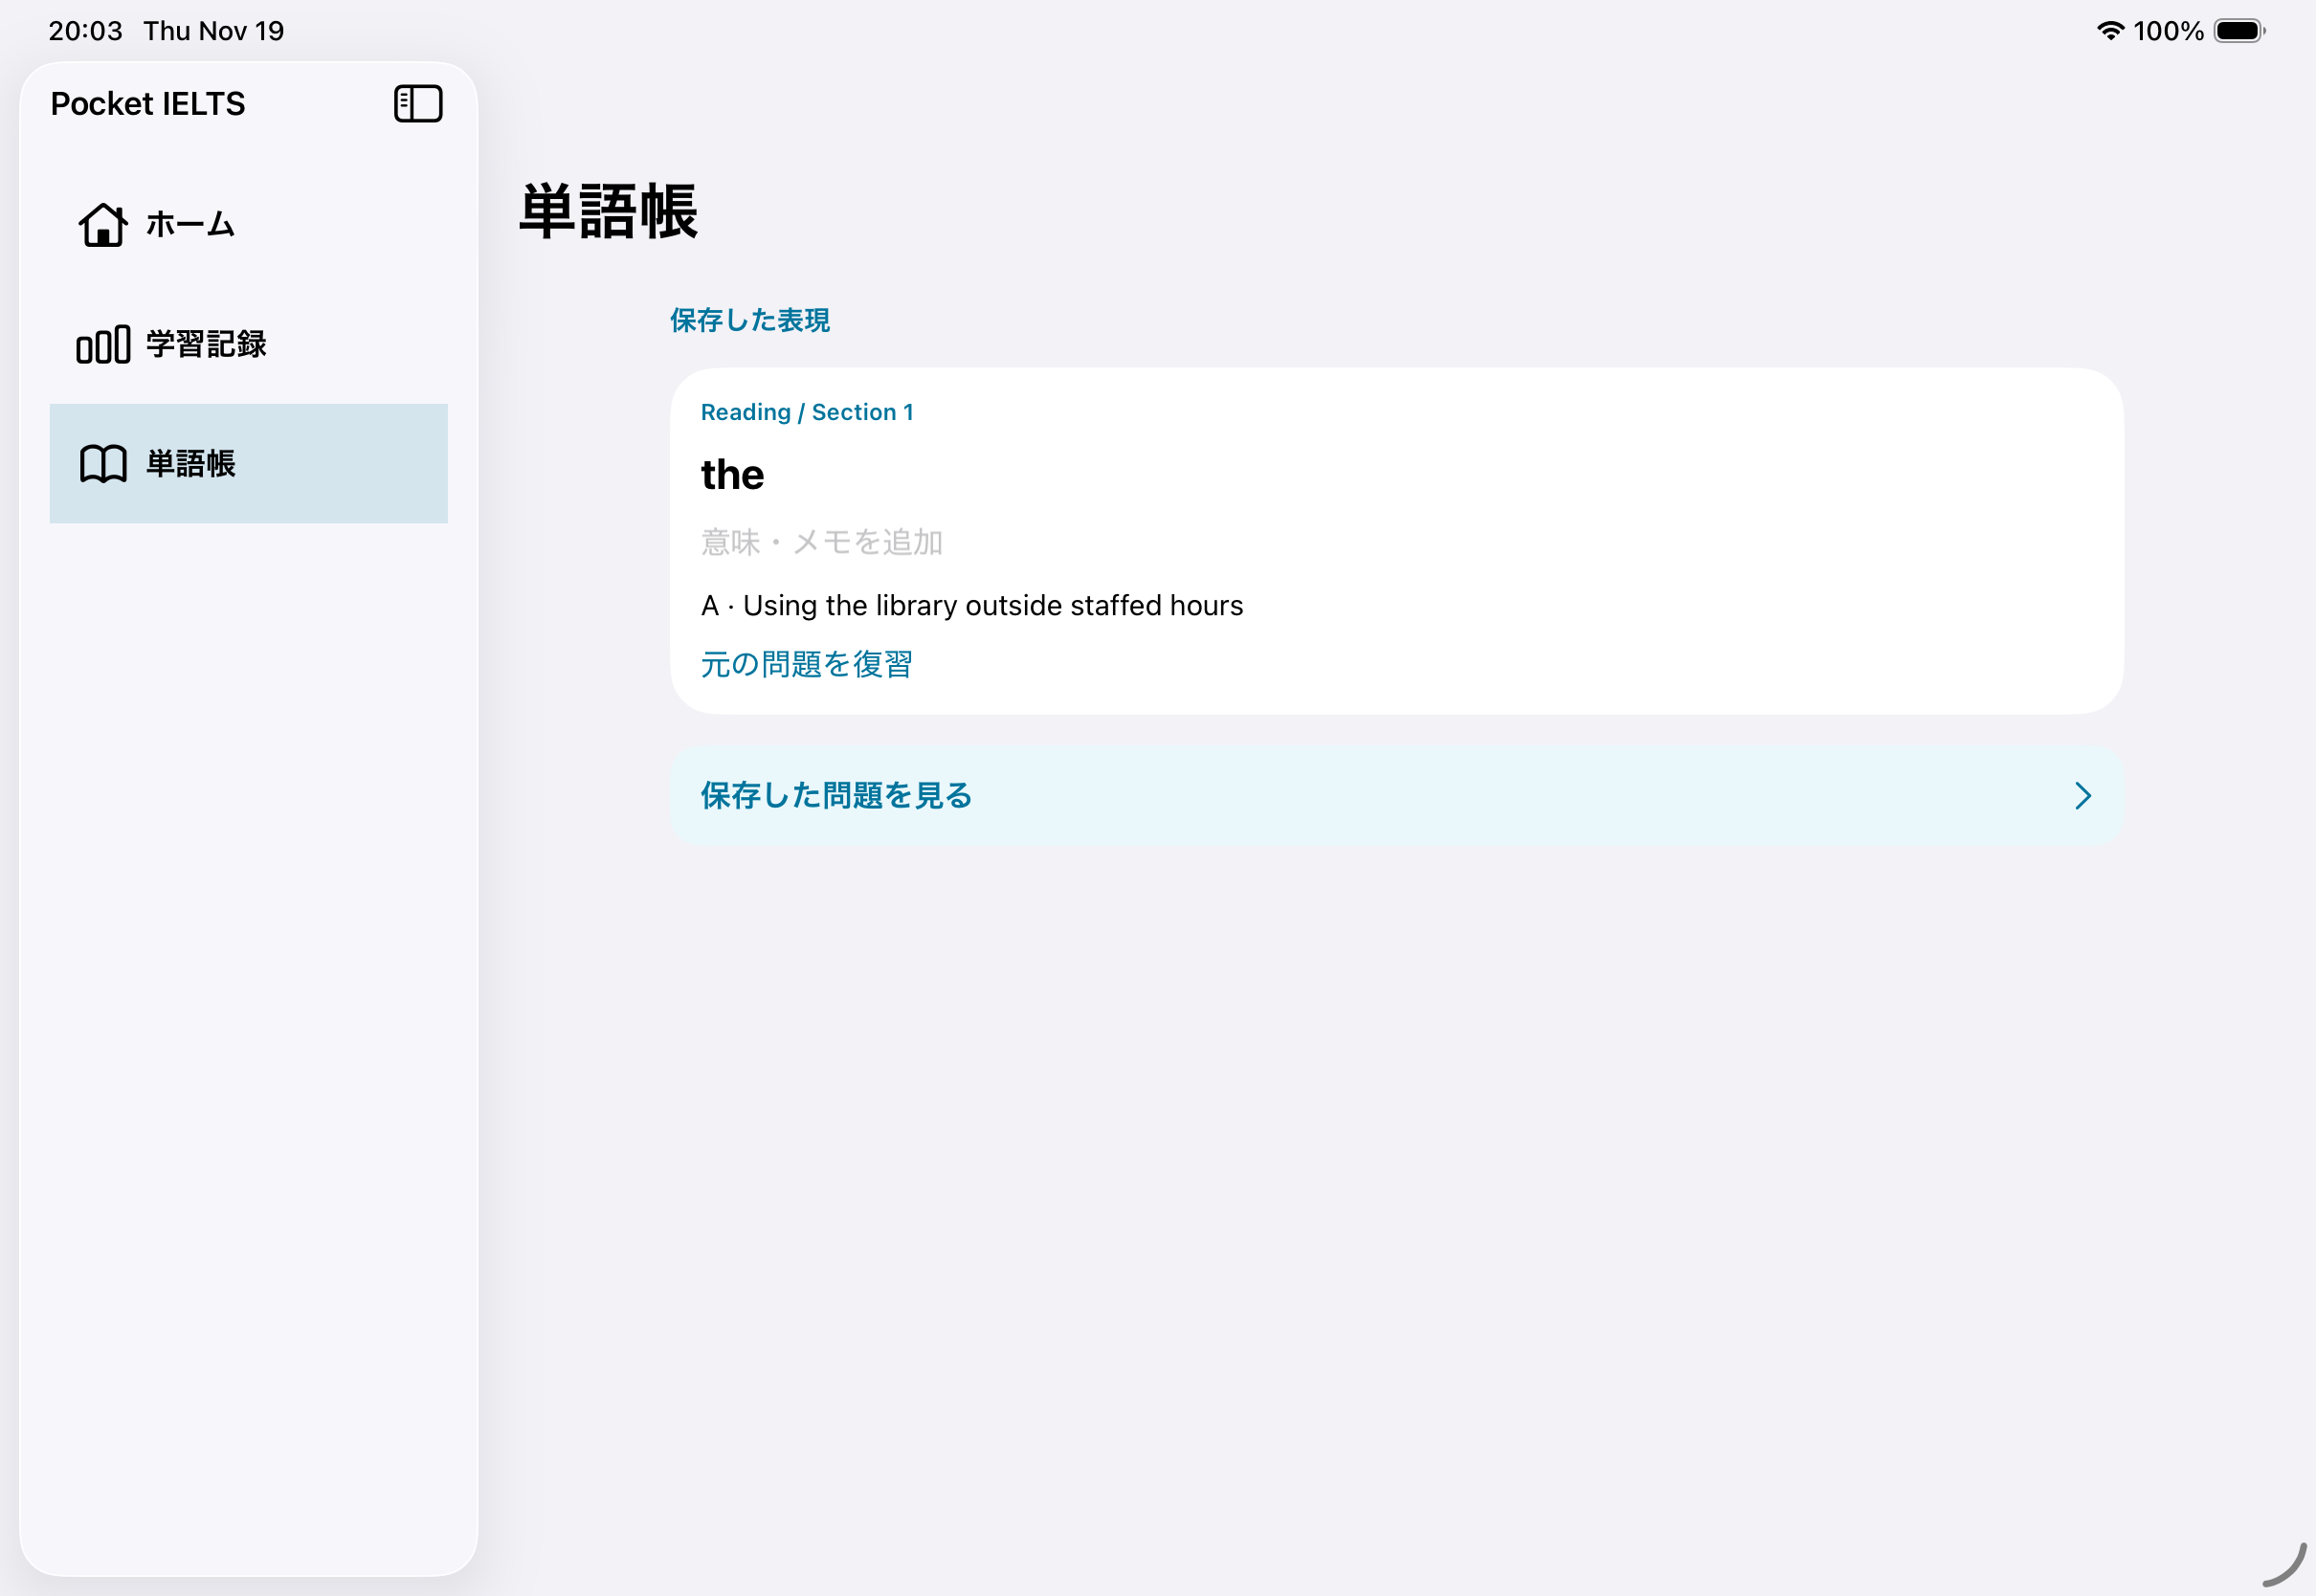 20:03 Thu Nov 19
100%
Pocket IELTS
ホーム
学習記録
単語帳
単語帳
保存した表現
Reading / Section 1
the
意味・メモを追加
A · Using the library outside staffed hours
元の問題を復習
保存した問題を見る